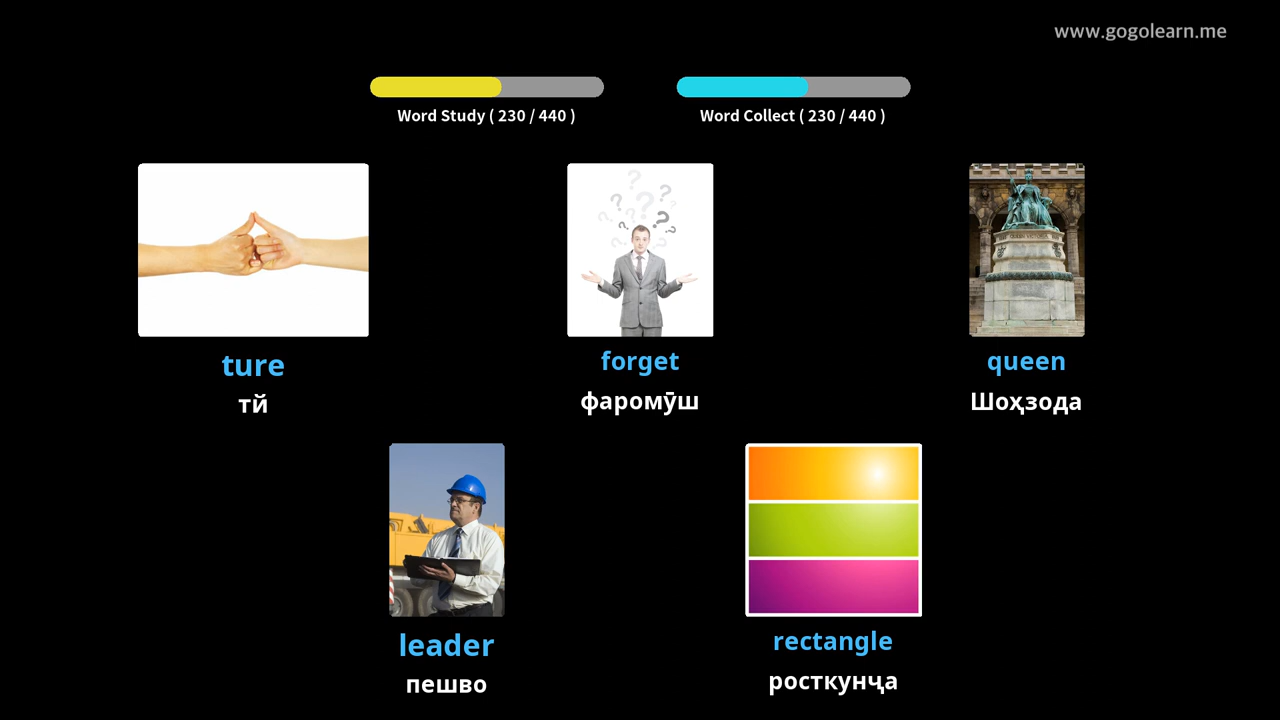 www.gogolearn.me
Word Study ( 230 / 440 )
Word Collect ( 230 / 440 )
ture
тй
forget
фаромӯш
queen
Шоҳзода
leader
пешво
rectangle
росткунҷа